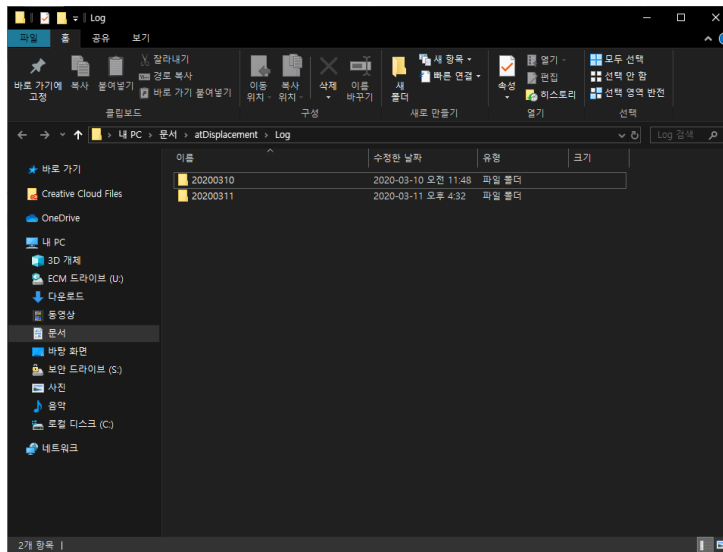 Log
파일 홈 공유 보기
바로 가기에 고정
복사
붙여넣기
잘라내기
경로 복사
바로 가기 붙여넣기
클립보드
이동 위치
복사 위치
삭제
이름 바꾸기
구성
새 폴더
새 항목
빠른 연결
새로 만들기
속성
열기
편집
히스토리
열기
모두 선택
선택 안 함
선택 영역 반전
선택
내 PC > 문서 > atDisplacement > Log
Log 검색
이름 수정한 날짜 유형 크기
20200310 2020-03-10 오전 11:48 파일 폴더
20200311 2020-03-11 오후 4:32 파일 폴더
바로 가기
Creative Cloud Files
OneDrive
내 PC
3D 개체
ECM 드라이브 (U:)
다운로드
동영상
문서
바탕 화면
보안 드라이브 (S:)
사진
음악
로컬 디스크 (C:)
네트워크
2개 항목